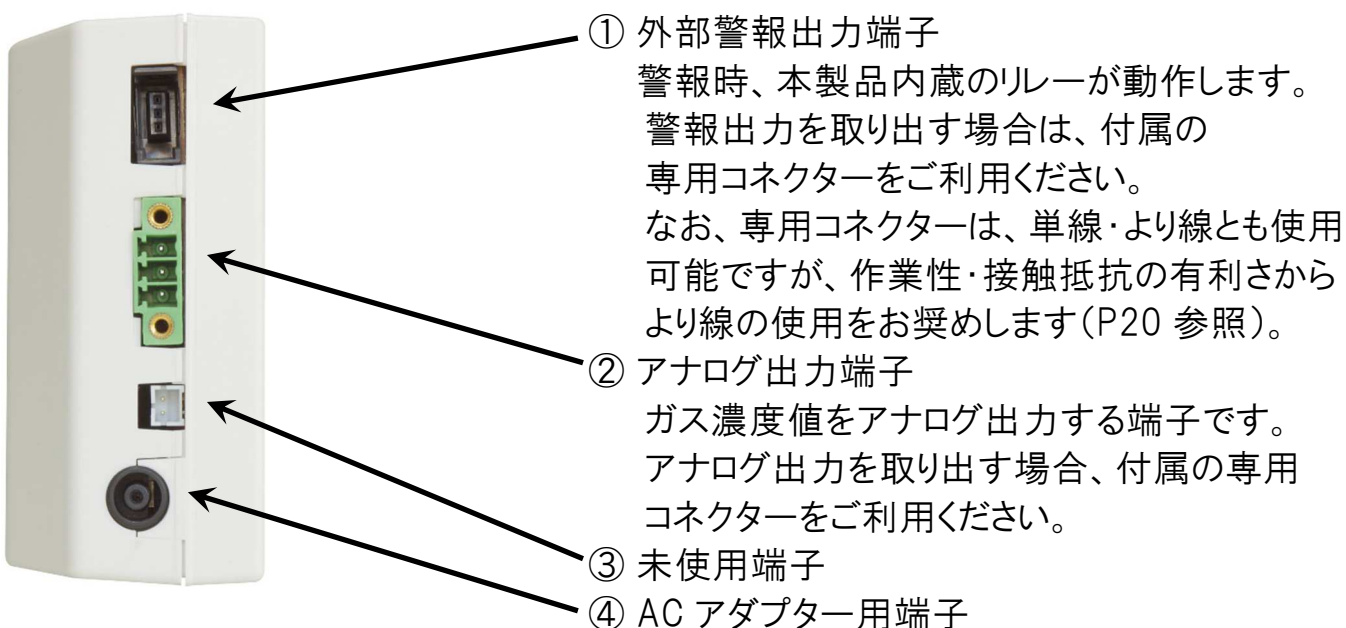 ① 外部警報出力端子
警報時、本製品内蔵のリレーが動作します。
警報出力を取り出す場合は、付属の
専用コネクターをご利用ください。
なお、専用コネクターは、単線・より線とも使用
可能ですが、作業性・接触抵抗の有利さから
より線の使用をお奨めします(P20 参照)。
② アナログ出力端子
ガス濃度値をアナログ出力する端子です。
アナログ出力を取り出す場合、付属の専用
コネクターをご利用ください。
③ 未使用端子
④ AC アダプター用端子